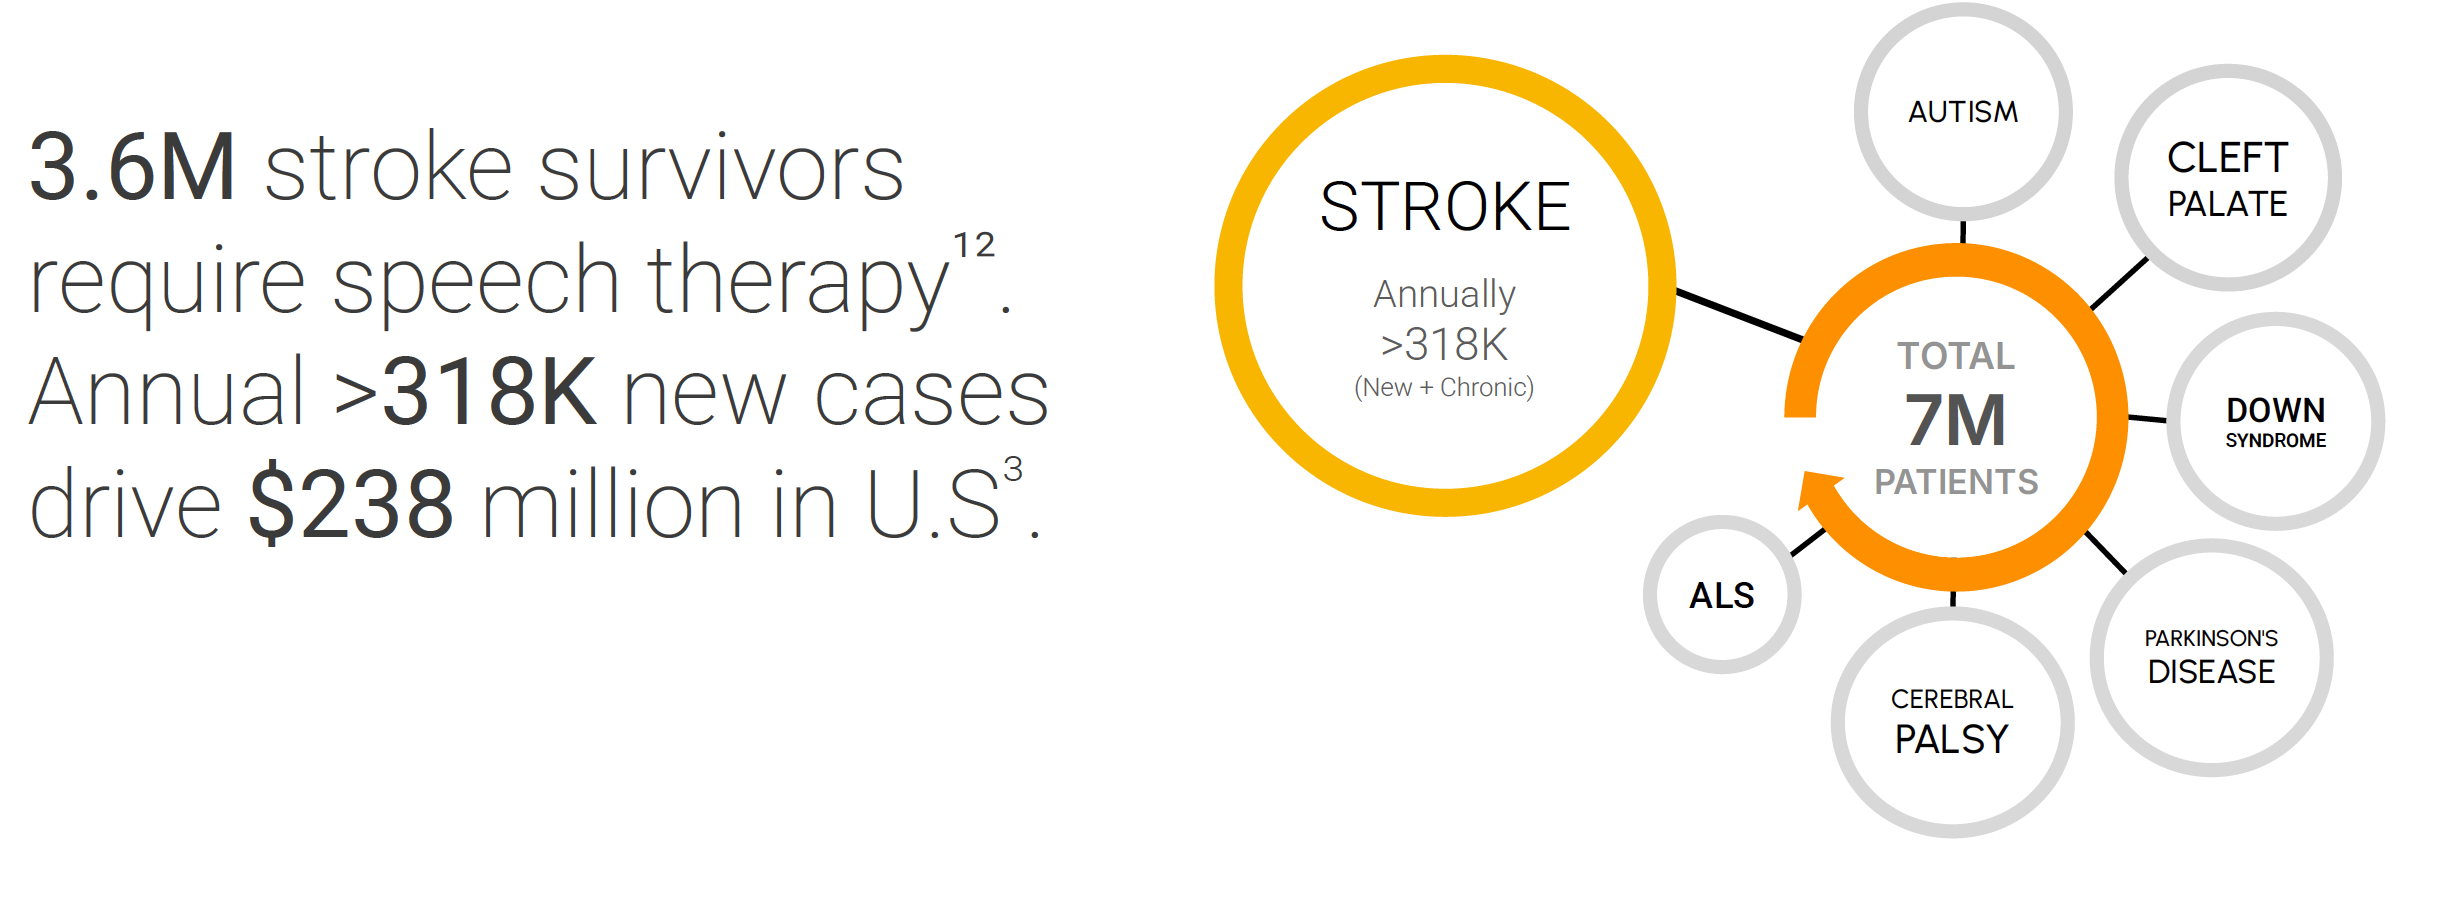 3.6M stroke survivors
require speech therapy¹².
Annual >318K new cases
drive $238 million in U.S³.
STROKE
Annually
>318K
(New + Chronic)
AUTISM
CLEFT
PALATE
TOTAL
7M
PATIENTS
DOWN
SYNDROME
PARKINSON'S
DISEASE
CEREBRAL
PALSY
ALS